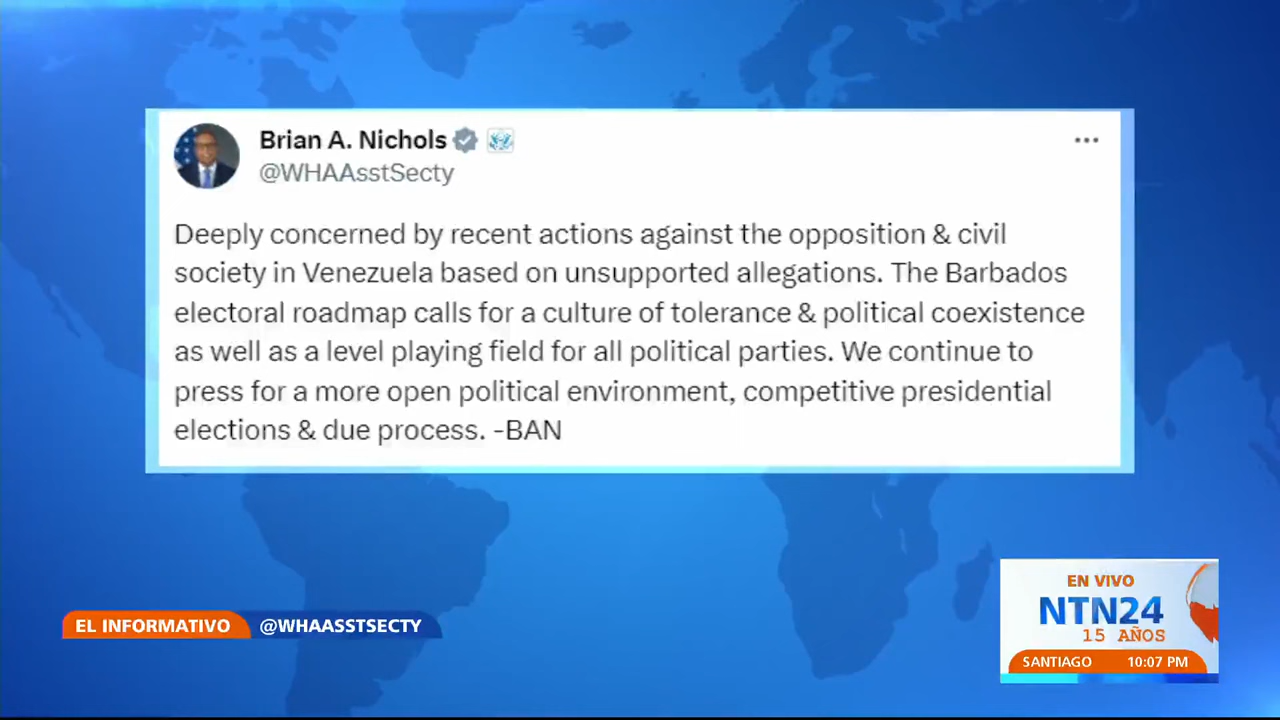 Brian A. Nichols
@WHAAsstSecty
Deeply concerned by recent actions against the opposition & civil
society in Venezuela based on unsupported allegations. The Barbados
electoral roadmap calls for a culture of tolerance & political coexistence
as well as a level playing field for all political parties. We continue to
press for a more open political environment, competitive presidential
elections & due process. -BAN
EL INFORMATIVO @WHAASSTSECTY
EN VIVO
NTN24
15 AÑOS
SANTIAGO 10:07 PM